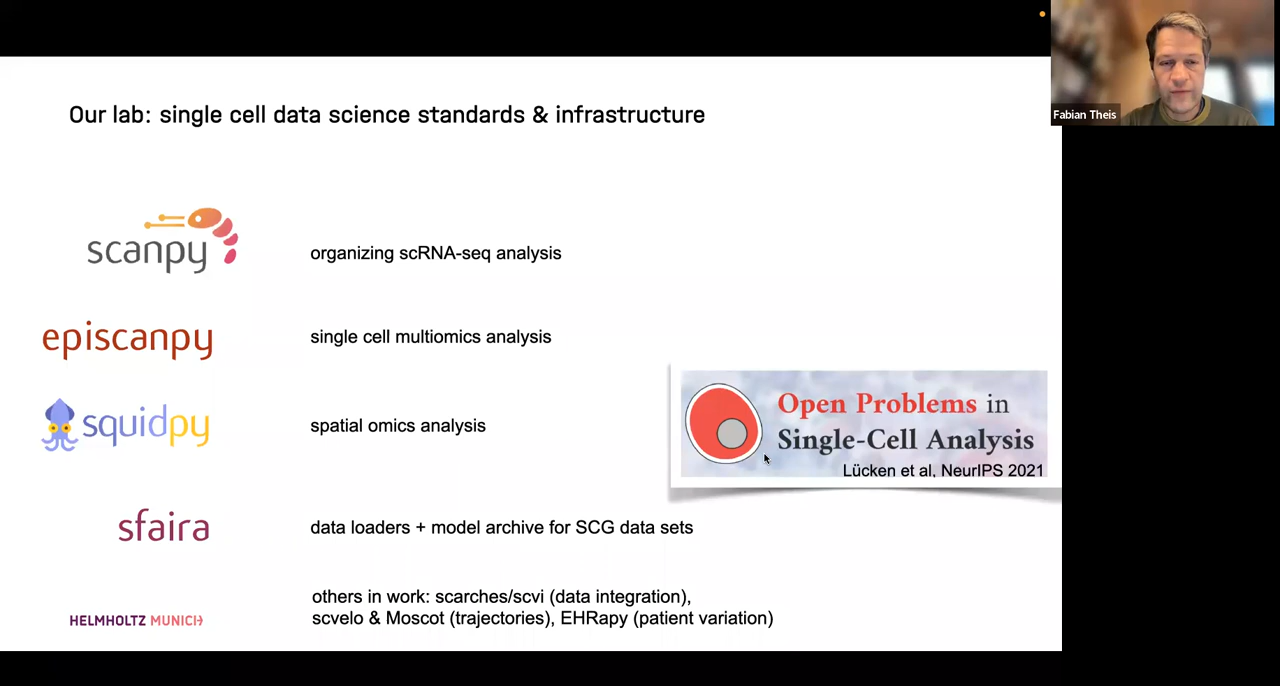 Our lab: single cell data science standards & infrastructure
Fabian Theis
scanpy
organizing scRNA-seq analysis
episcanpy
single cell multiomics analysis
squidpy
spatial omics analysis
Open Problems in
Single-Cell Analysis
Lücken et al, NeurIPS 2021
sfaira
data loaders + model archive for SCG data sets
others in work: scarches/scvi (data integration),
scvelo & Moscot (trajectories), EHRapy (patient variation)
HELMHOLTZ MUNICH